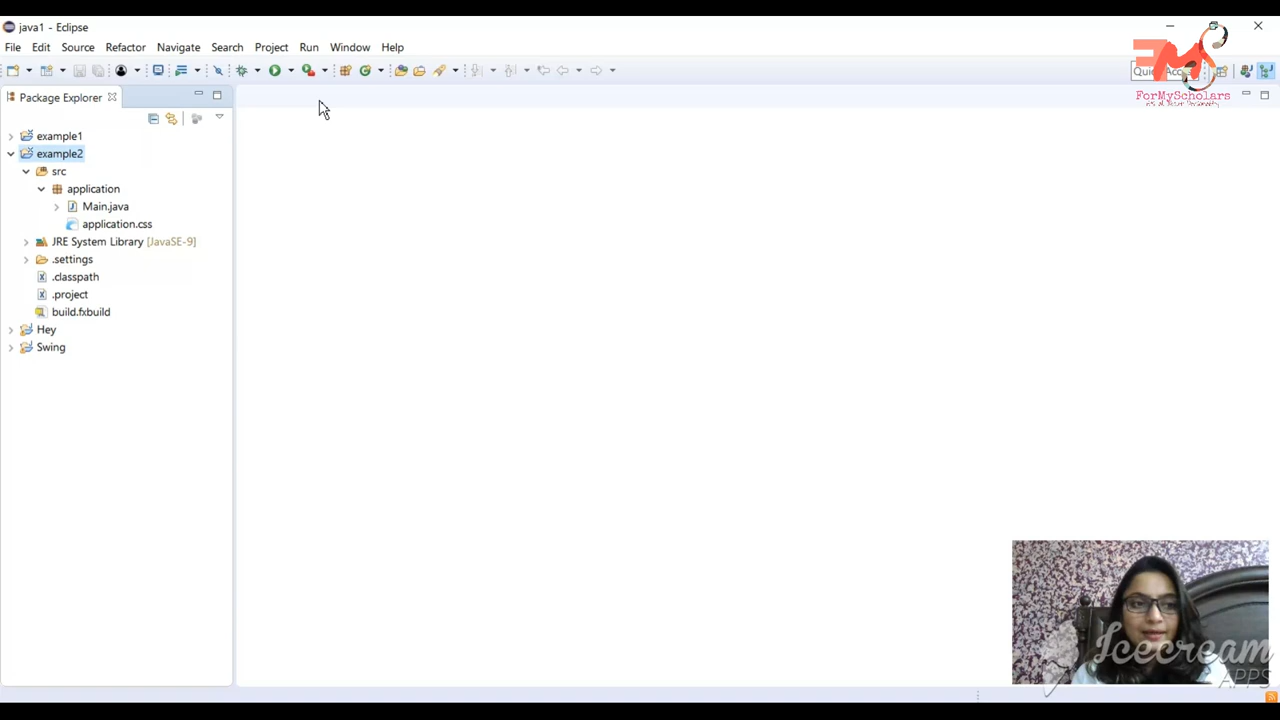 java1 - Eclipse
File Edit Source Refactor Navigate Search Project Run Window Help
FMS
ForMyScholars
Package Explorer
example1
example2
src
application
Main.java
application.css
JRE System Library [JavaSE-9]
.settings
.classpath
.project
build.fxbuild
Hey
Swing
Icecream
APPS